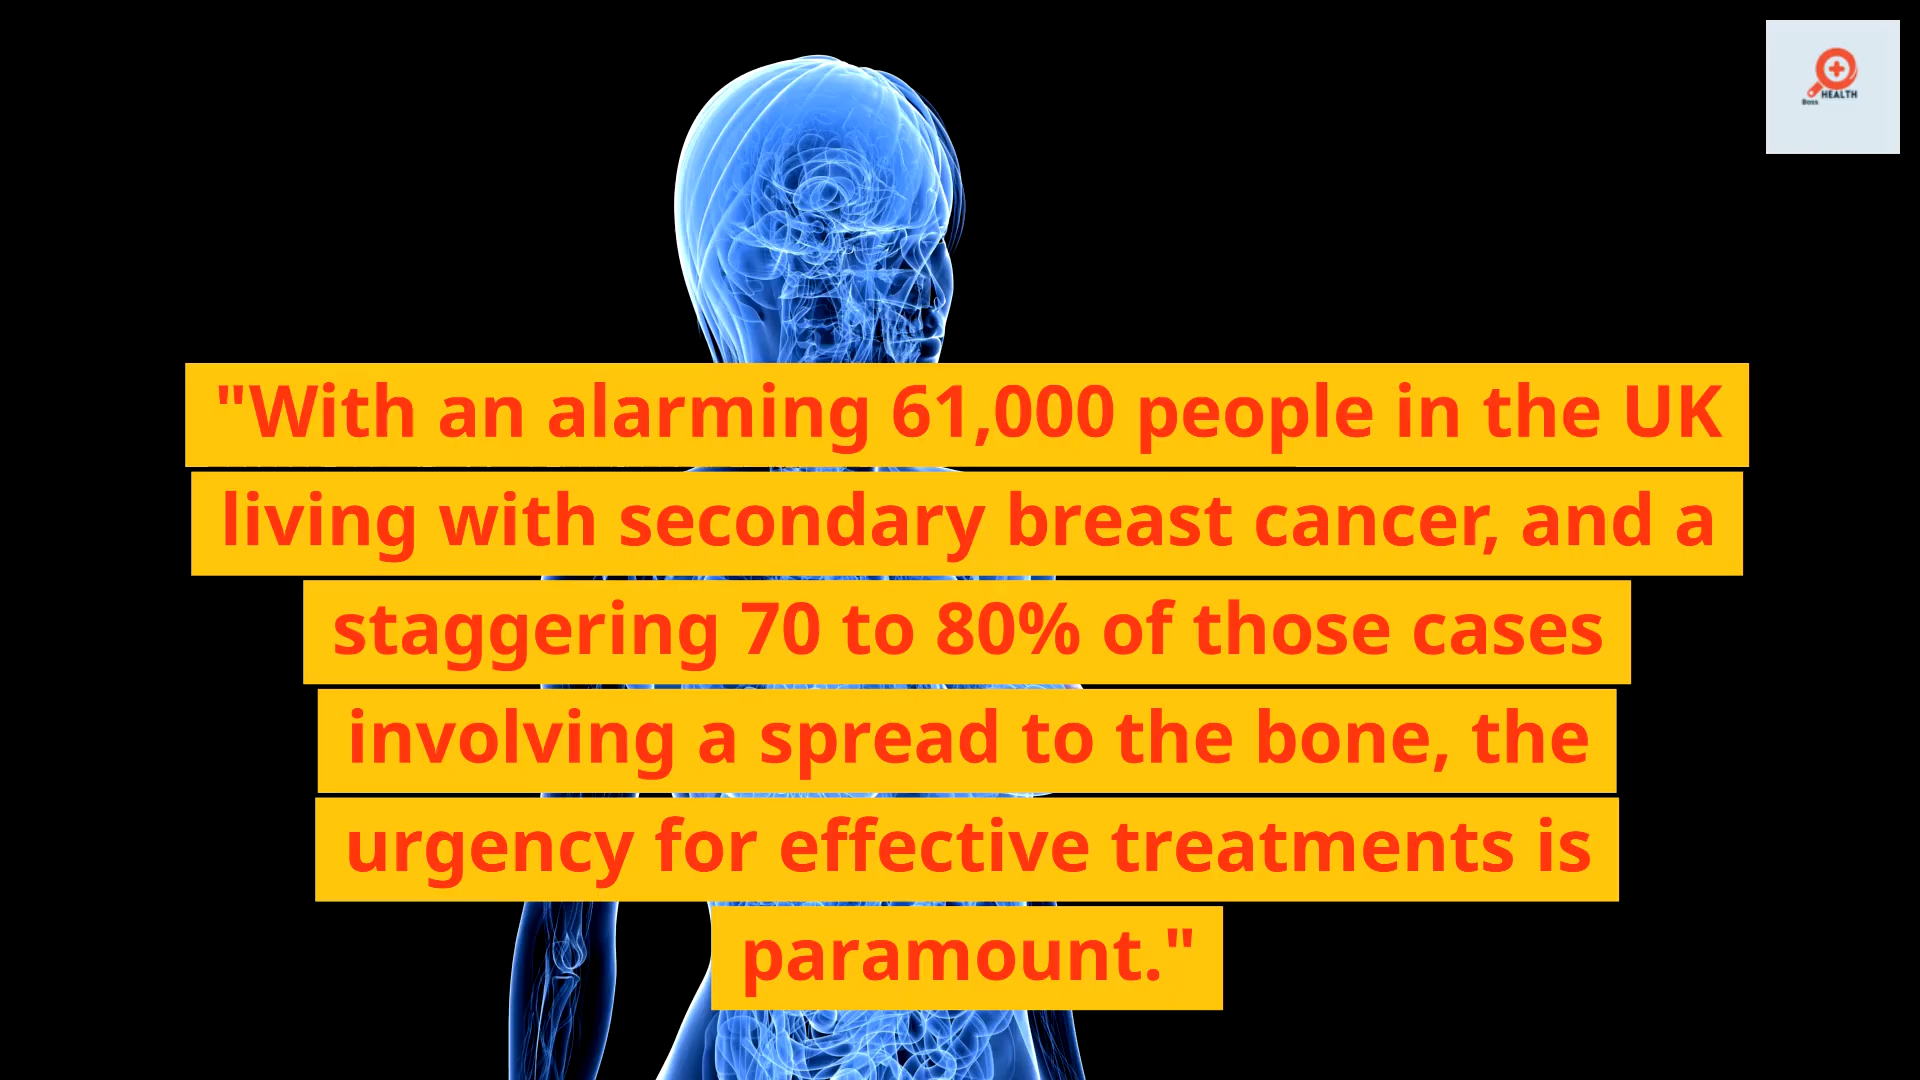 Boss HEALTH
"With an alarming 61,000 people in the UK
living with secondary breast cancer, and a
staggering 70 to 80% of those cases
involving a spread to the bone, the
urgency for effective treatments is
paramount."